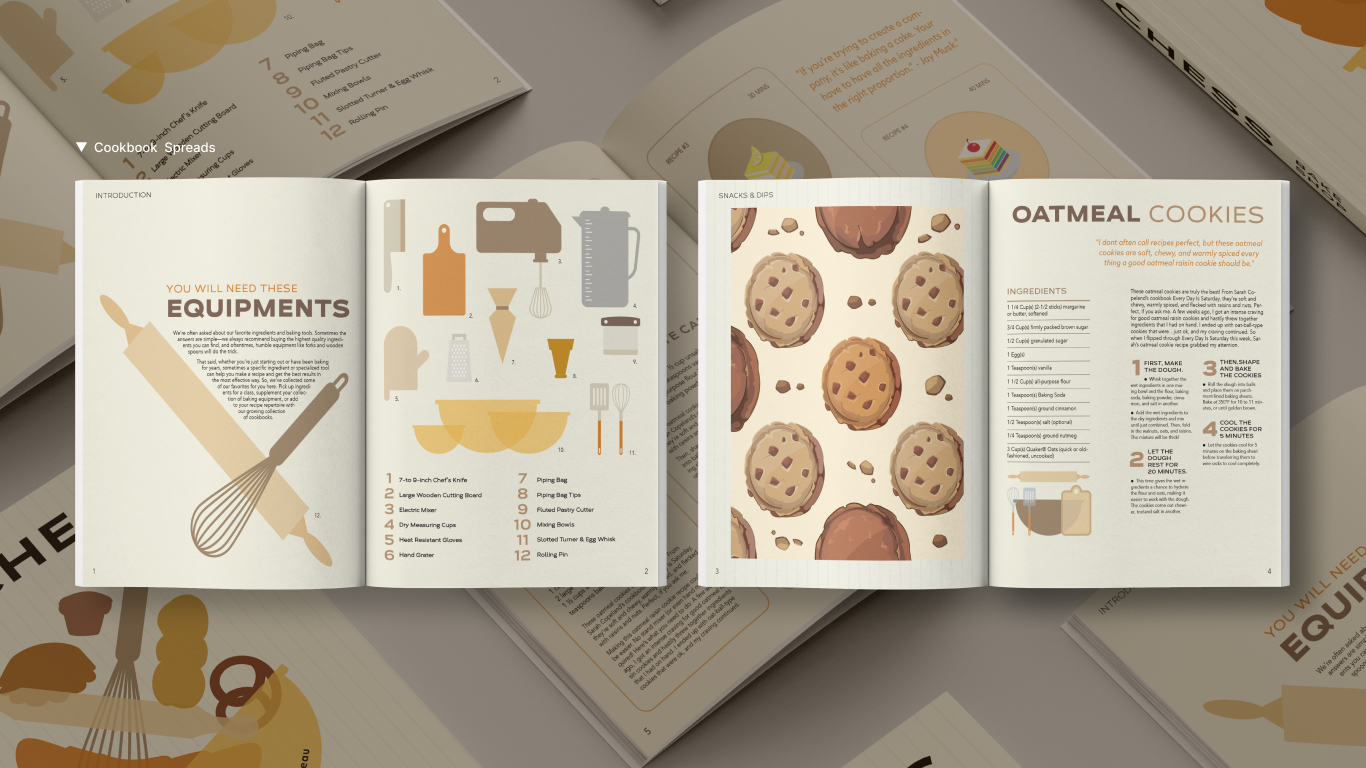 Cookbook Spreads
INTRODUCTION
YOU WILL NEED THESE
EQUIPMENTS
We're often asked about our favorite ingredients and baking tools. Sometimes the
answers are simple—we always recommend buying the highest quality ingredi-
ents you can find, and oftentimes, humble equipment like forks and wooden
spoons will do the trick.
That said, whether you're just starting out or have been baking
for years, sometimes a specific ingredient or specialized tool
can help you make a recipe and get the best results in
the most effective way. So, we've collected some
of our favorites for you here. Pick up ingredi-
ents for a class, supplement your collec-
tion of baking equipment, or add
to your recipe repertoire with
our growing collection
of cookbooks.
12.
1
1.
2.
3.
4.
5.
6.
7.
8.
9.
10.
11.
1 7-to 9-inch Chef's Knife
2 Large Wooden Cutting Board
3 Electric Mixer
4 Dry Measuring Cups
5 Heat Resistant Gloves
6 Hand Grater
7 Piping Bag
8 Piping Bag Tips
9 Fluted Pastry Cutter
10 Mixing Bowls
11 Slotted Turner & Egg Whisk
12 Rolling Pin
2
SNACKS & DIPS
3
OATMEAL COOKIES
"I dont often call recipes perfect, but these oatmeal
cookies are soft, chewy, and warmly spiced every
thing a good oatmeal raisin cookie should be."
INGREDIENTS
1 1/4 Cup(s) (2-1/2 sticks) margarine
or butter, softened
3/4 Cup(s) firmly packed brown sugar
1/2 Cup(s) granulated sugar
1 Egg(s)
1 Teaspoon(s) vanilla
1 1/2 Cup(s) all-purpose flour
1 Teaspoon(s) Baking Soda
1 Teaspoon(s) ground cinnamon
1/2 Teaspoon(s) salt (optional)
1/4 Teaspoon(s) ground nutmeg
3 Cup(s) Quaker® Oats (quick or old-
fashioned, uncooked)
These oatmeal cookies are truly the best! From Sarah Co-
peland's cookbook Every Day Is Saturday, they're soft and
chewy, warmly spiced, and flecked with raisins and nuts. Per-
fect, if you ask me. A few weeks ago, I got an intense craving
for good oatmeal raisin cookies and hastily threw together
ingredients that I had on hand. I ended up with oat-ball-type
cookies that were...just ok, and my craving continued. So
when I flipped through Every Day Is Saturday this week, Sar-
ah's oatmeal cookie recipe grabbed my attention.
1 FIRST, MAKE
THE DOUGH.
Whisk together the
wet ingredients in one mix-
ing bowl and the flour, baking
soda, baking powder, cinna-
mon, and salt in another.
Add the wet ingredients to
the dry ingredients and mix
until just combined. Then, fold
in the walnuts, oats, and raisins.
The mixture will be thick!
2 LET THE
DOUGH
REST FOR
20 MINUTES.
This time gives the wet in-
gredients a chance to hydrate
the flour and oats, making it
easier to work with the dough.
3 THEN, SHAPE
AND BAKE
THE COOKIES
Roll the dough into balls
and place them on parch-
ment-lined baking sheets.
Bake at 350°F for 10 to 11 min-
utes, or until golden brown.
4 COOL THE
COOKIES FOR
5 MINUTES
Let the cookies cool for 5
minutes on the baking sheet
before transferring them to
wire racks to cool completely.
4
7 Piping Bag
8 Piping Bag Tips
9 Fluted Pastry Cutter
10 Mixing Bowls
11 Slotted Turner & Egg Whisk
12 Rolling Pin
2
"If you're trying to create a com-
pany, it's like baking a cake. Your
have to have all the ingredients in
the right proportion." - Jay Musk"
30 MINS
40 MINS
RECIPE #3
RECIPE #4
CHESS
5
YOU WILL NEED